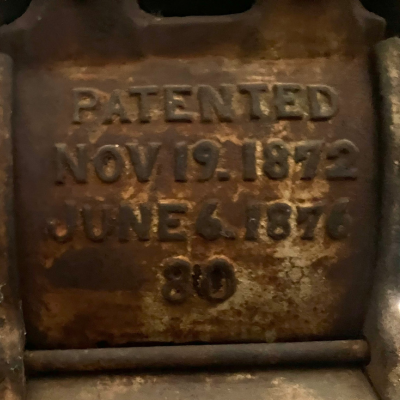 PATENTED
NOV 19. 1872
JUNE 6. 1876
80